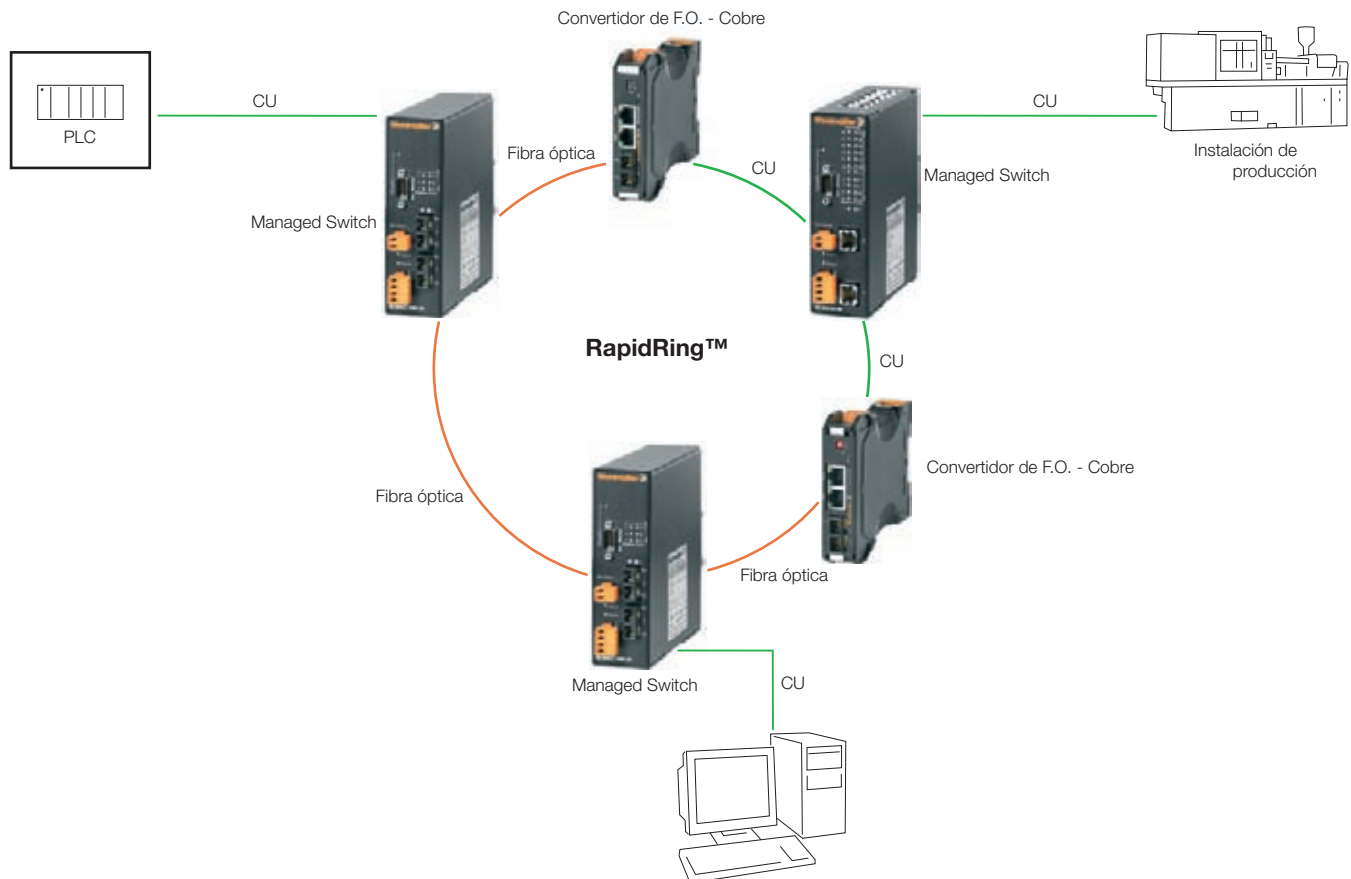 Convertidor de F.O. - Cobre
PLC
CU
CU
Instalación de
producción
Fibra óptica
CU
Managed Switch
Managed Switch
RapidRing™
CU
Convertidor de F.O. - Cobre
Fibra óptica
Fibra óptica
Managed Switch
CU